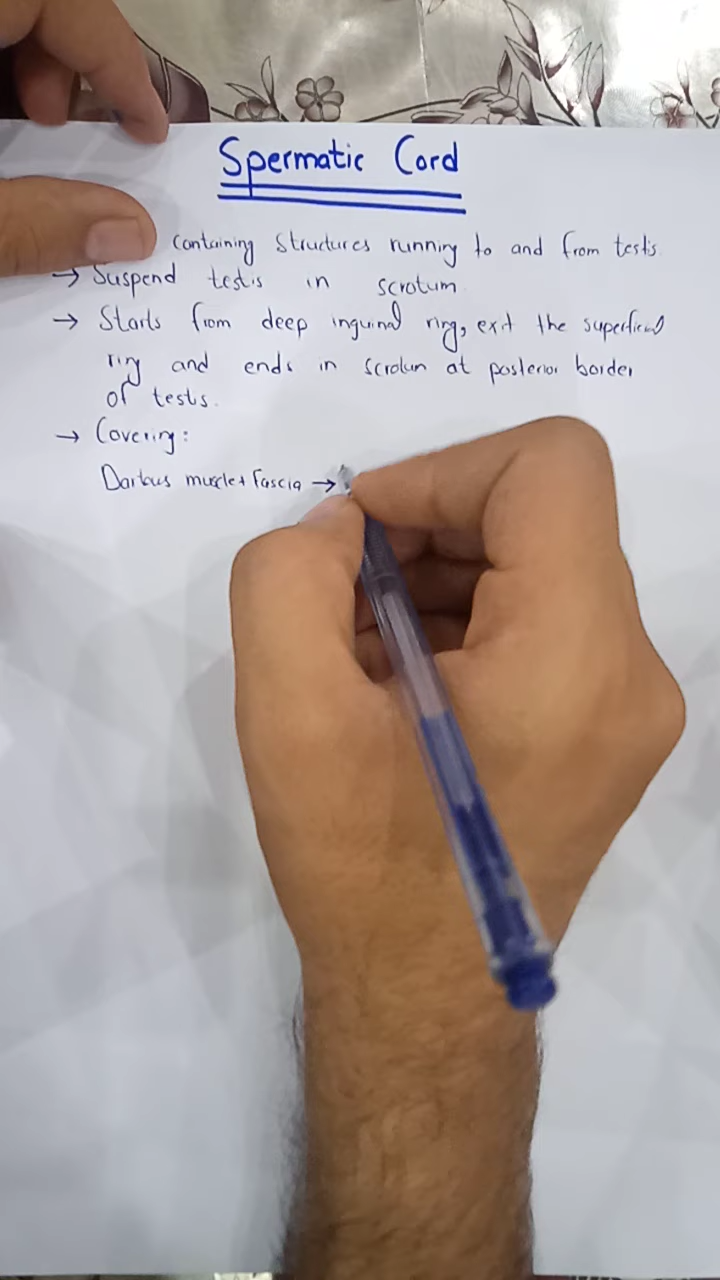 Spermatic Cord
Containing Structures running to and from testis.
→ Suspend testis in scrotum
→ Starts from deep inguinal ring, exit the superficial
ring and ends in Scrotum at posterior border
of testis.
→ Covering:
Dartous muscle + Fascia →